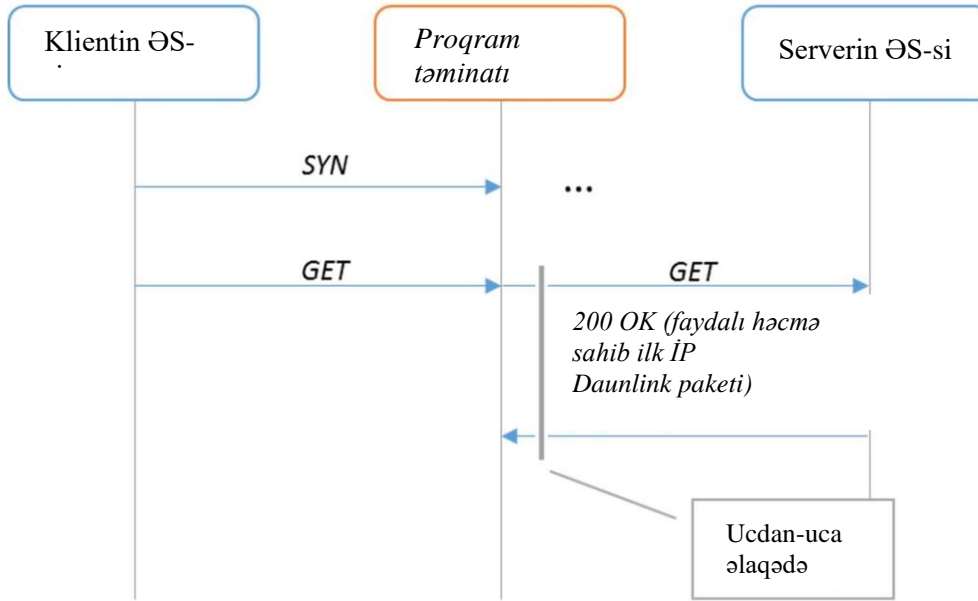 Klientin ƏS-
Proqram
təminatı
Serverin ƏS-si
SYN
...
GET
GET
200 OK (faydalı həcmə
sahib ilk İP
Daunlink paketi)
Ucdan-uca
əlaqədə